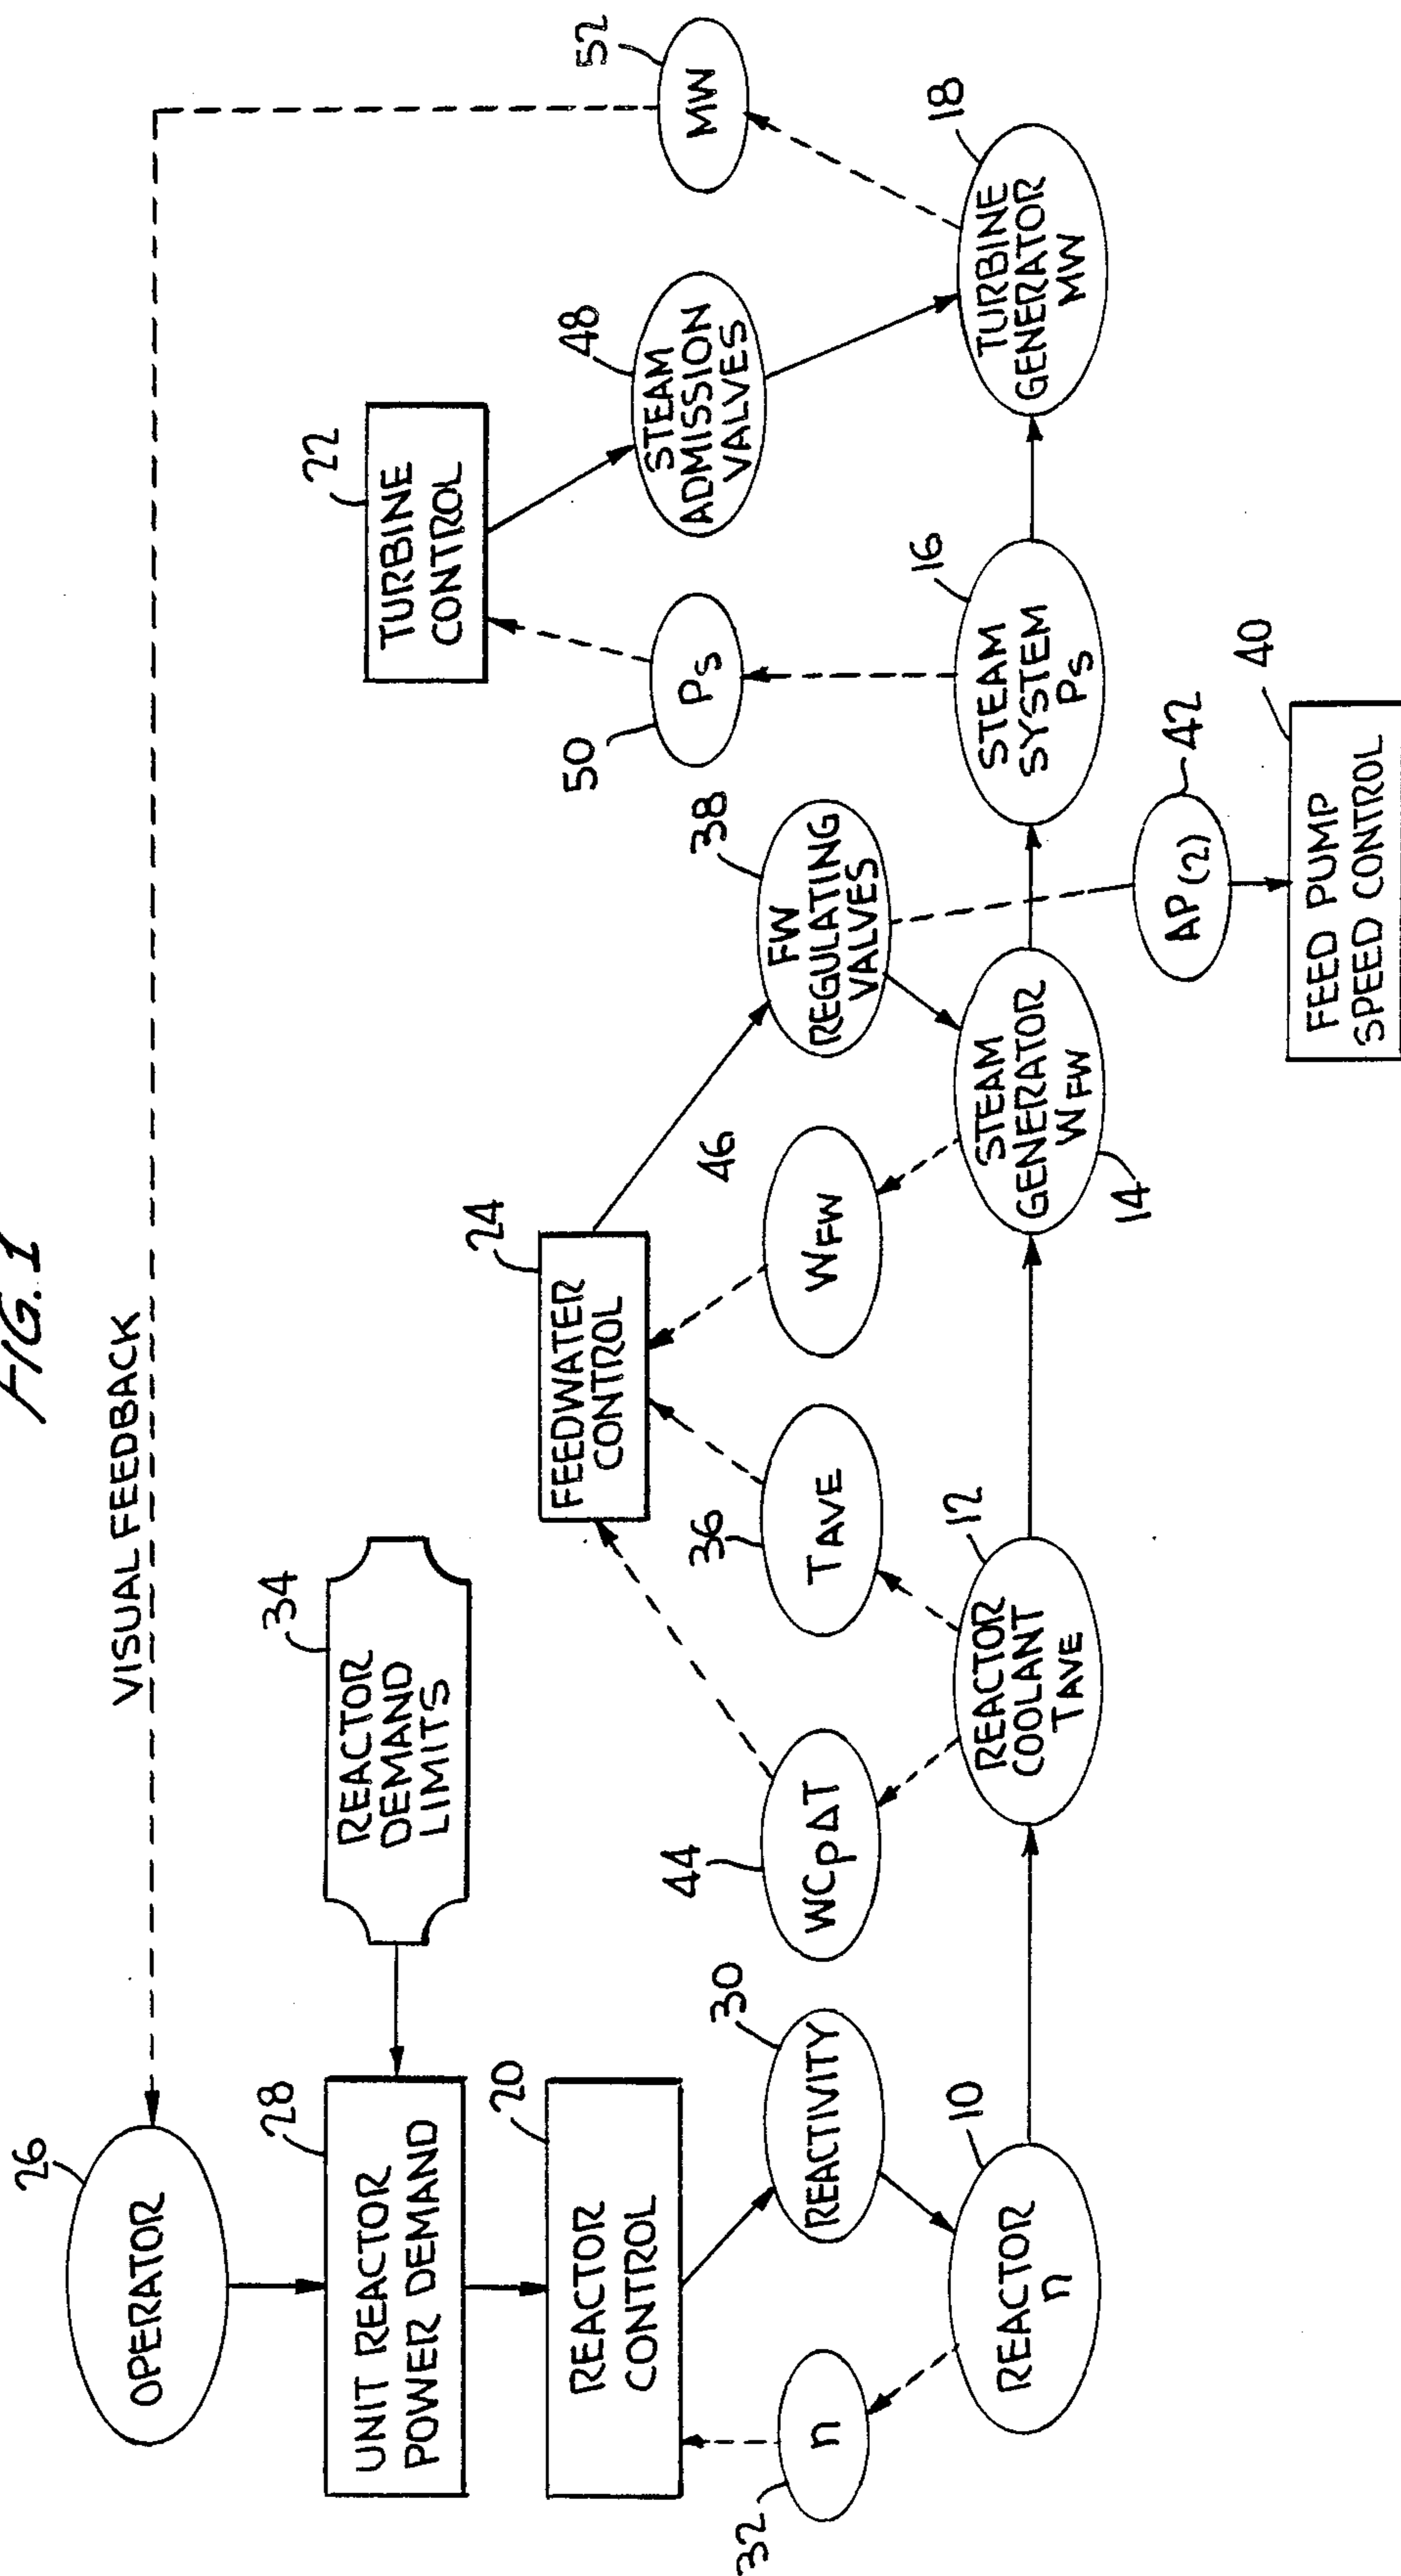 FIG. 1
VISUAL FEEDBACK
26
OPERATOR
28
UNIT REACTOR
POWER DEMAND
34
REACTOR
DEMAND
LIMITS
20
REACTOR
CONTROL
24
FEEDWATER
CONTROL
22
TURBINE
CONTROL
52
MW
48
STEAM
ADMISSION
VALVES
50
PS
32
n
30
REACTIVITY
44
WCPΔT
36
TAVE
46
WFW
38
FW
REGULATING
VALVES
10
REACTOR
n
12
REACTOR
COOLANT
TAVE
14
STEAM
GENERATOR
WFW
16
STEAM
SYSTEM
PS
18
TURBINE
GENERATOR
MW
42
AP(2)
40
FEED PUMP
SPEED CONTROL